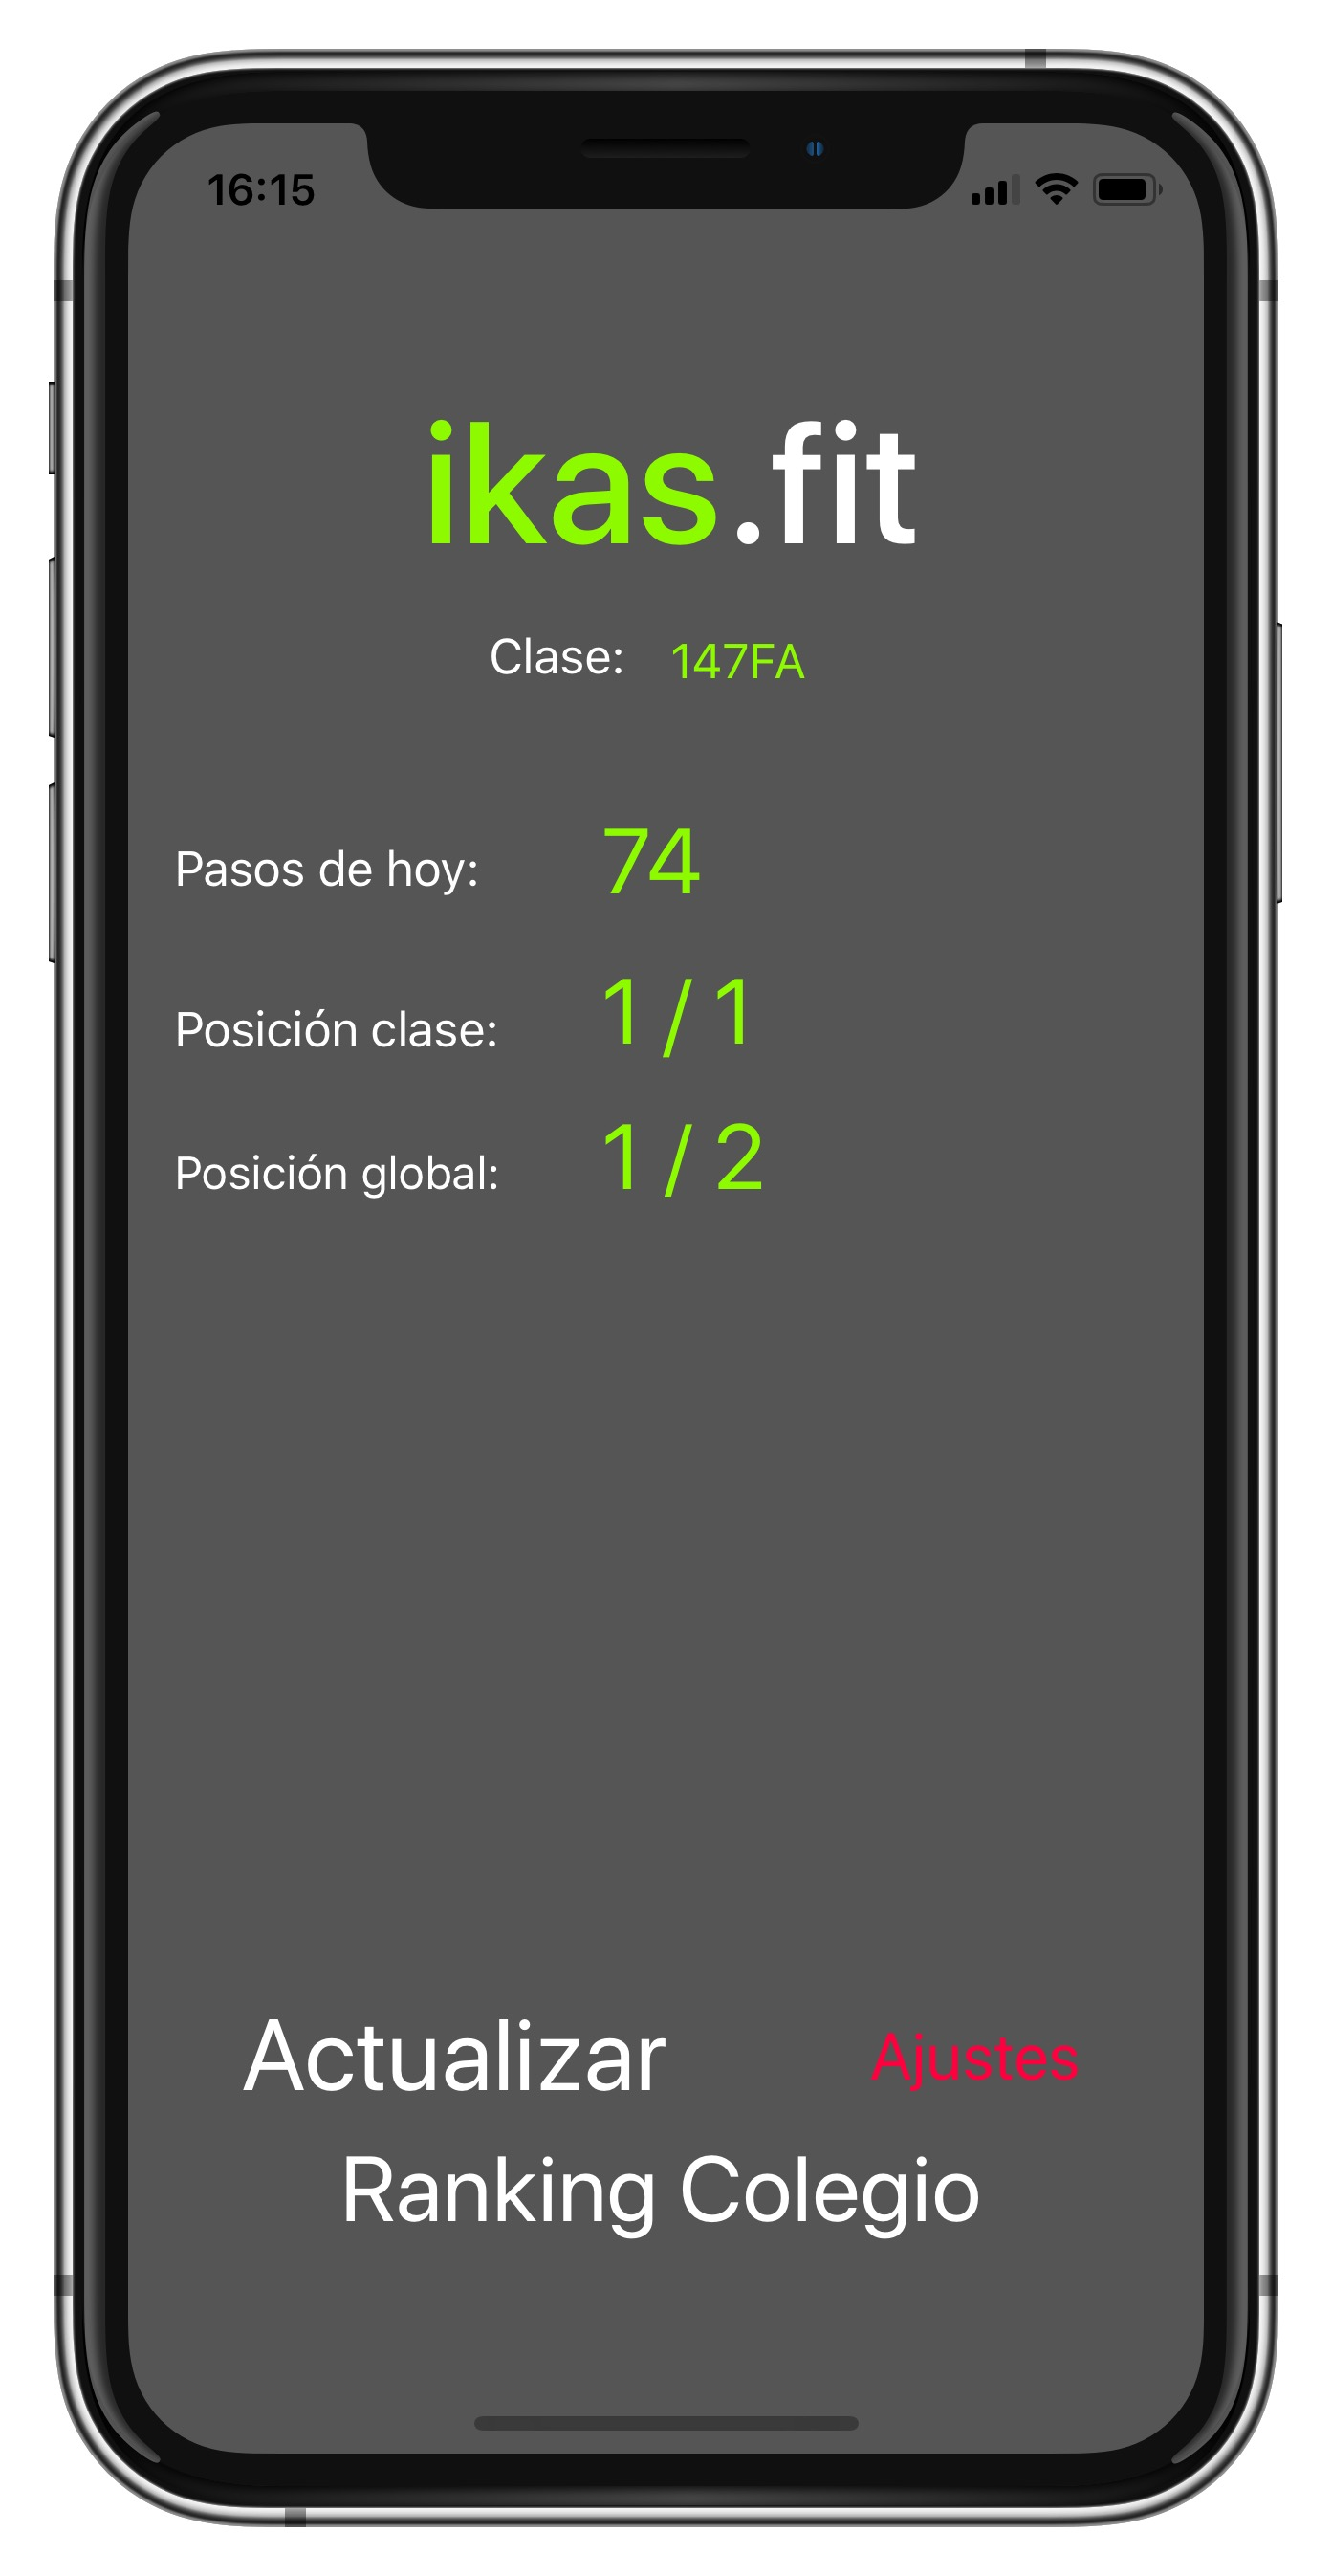 16:15
ikas.fit
Clase: 147FA
Pasos de hoy: 74
Posición clase: 1 / 1
Posición global: 1 / 2
Actualizar Ajustes
Ranking Colegio